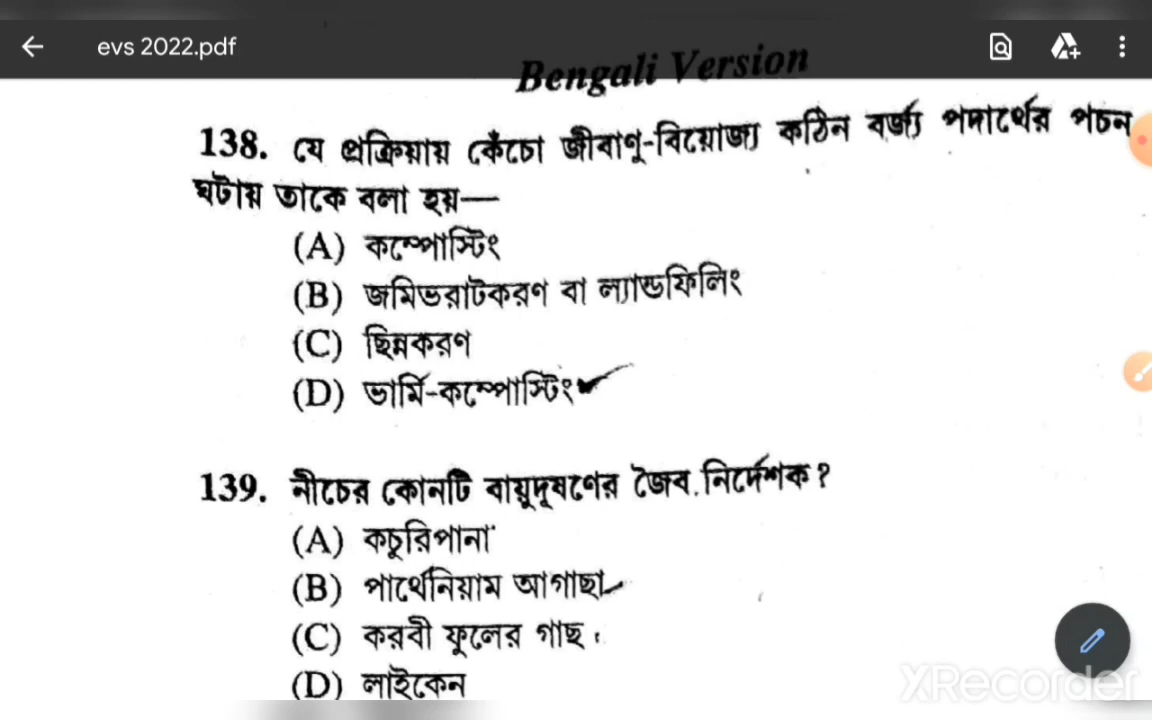 evs 2022.pdf
Bengali Version
138. যে প্রক্রিয়ায় কেঁচো জীবাণু-বিয়োজ্য কঠিন বর্জ্য পদার্থের পচন
ঘটায় তাকে বলা হয়—
(A) কম্পোস্টিং
(B) জমিভরাটকরণ বা ল্যান্ডফিলিং
(C) ছিন্নকরণ
(D) ভার্মি-কম্পোস্টিং
139. নীচের কোনটি বায়ুদূষণের জৈব নির্দেশক?
(A) কচুরিপানা
(B) পার্থেনিয়াম আগাছা
(C) করবী ফুলের গাছ
(D) লাইকেন
XRecorder